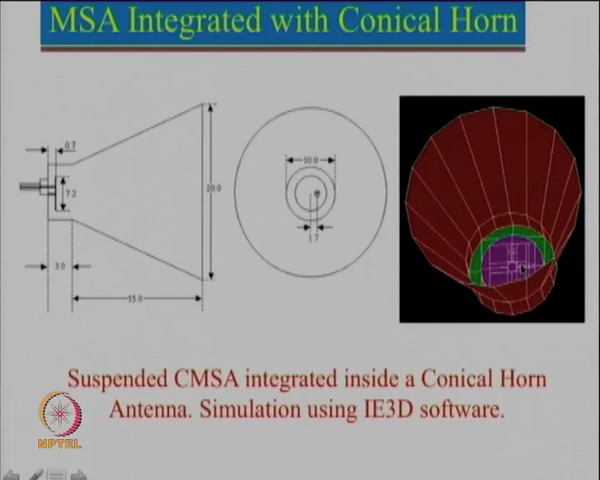 MSA Integrated with Conical Horn
0.7
7.2
20.0
3.0
15.0
10.0
1.7
Suspended CMSA integrated inside a Conical Horn
Antenna. Simulation using IE3D software.
NPTEL